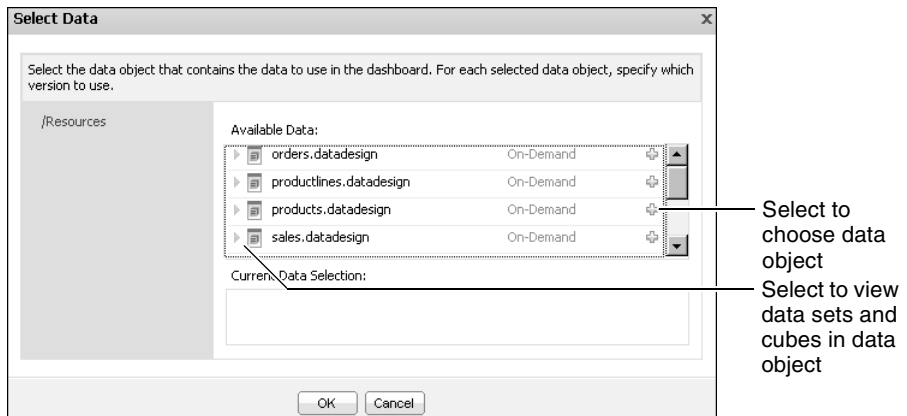 Select Data
x
Select the data object that contains the data to use in the dashboard. For each selected data object, specify which
version to use.
/Resources
Available Data:
orders.datadesign On-Demand
productlines.datadesign On-Demand
products.datadesign On-Demand
sales.datadesign On-Demand
Current Data Selection:
OK Cancel
Select to
choose data
object
Select to view
data sets and
cubes in data
object